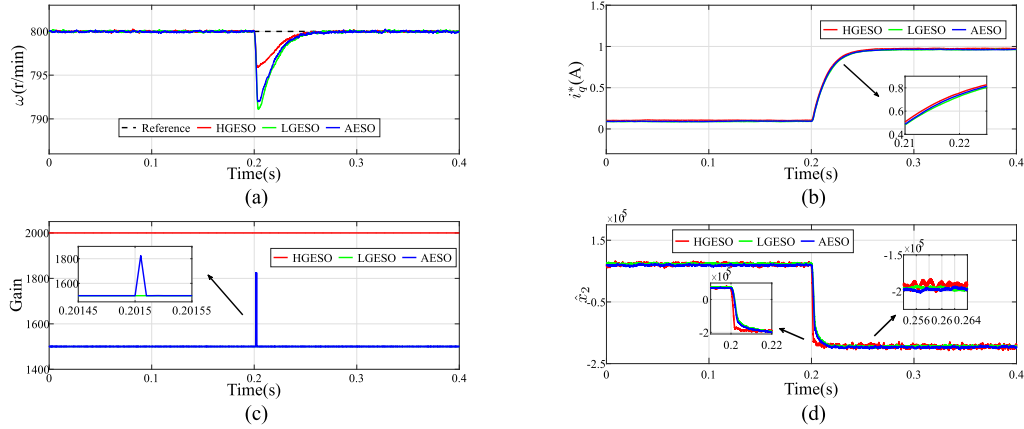 800
795
790
ω(r/min)
Reference HGESO LGESO AESO
0 0.1 0.2 0.3 0.4
Time(s)
(a)
1.5
1
0.5
0
i*q(A)
HGESO LGESO AESO
0.8
0.6
0.4
0.21 0.22
0 0.1 0.2 0.3 0.4
Time(s)
(b)
2000
1800
1600
1400
Gain
1800
1600
0.20145 0.2015 0.20155
HGESO LGESO AESO
0 0.1 0.2 0.3 0.4
Time(s)
(c)
×10^5
1.5
-0.5
-2.5
x̂2
HGESO LGESO AESO
×10^5
0
-2
0.2 0.22
×10^5
-1.5
-2
0.256 0.26 0.264
0 0.1 0.2 0.3 0.4
Time(s)
(d)